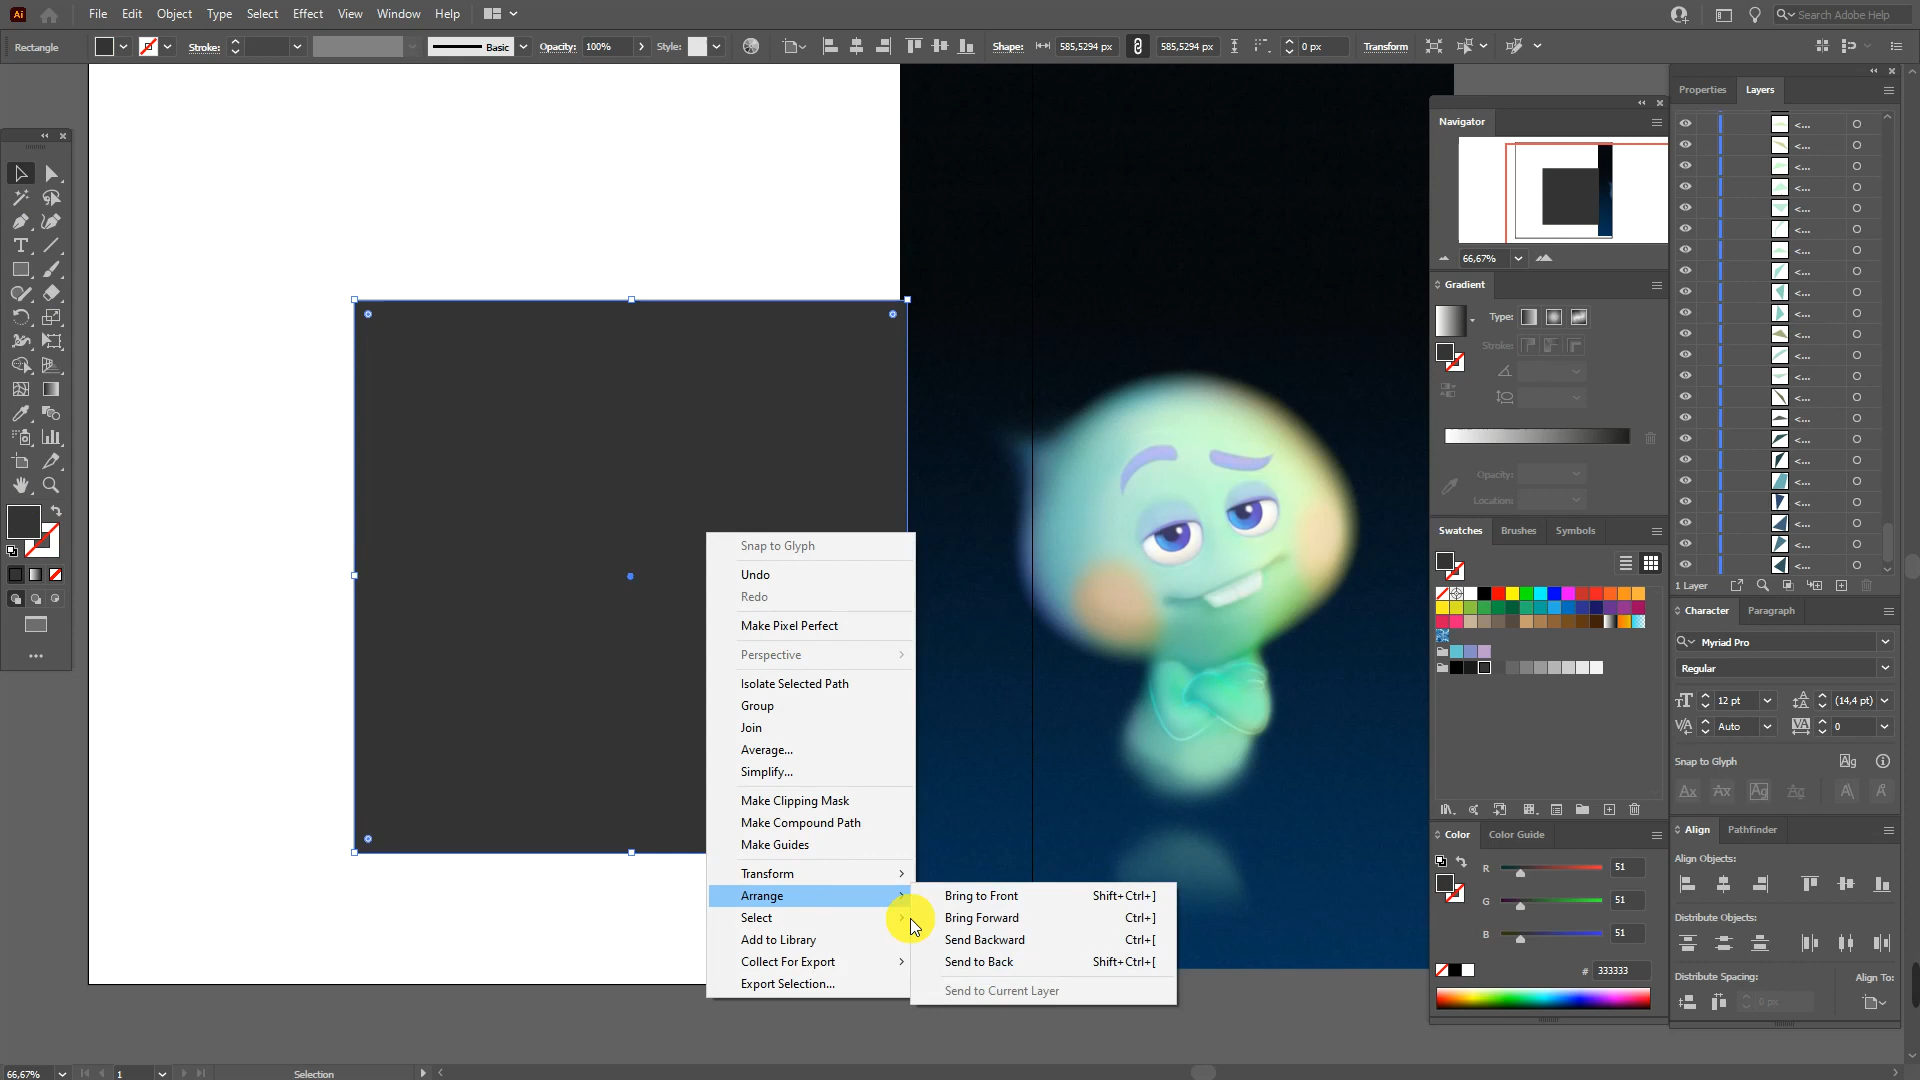 Ai File Edit Object Type Select Effect View Window Help Search Adobe Help
Rectangle Stroke: Basic Opacity: 100% Style: Shape: 585,5294 px 585,5294 px 0 px Transform
Properties Layers
Navigator
66,67%
Gradient
Type:
Stroke:
Opacity:
Location:
Swatches Brushes Symbols
1 Layer
Character Paragraph
Myriad Pro
Regular
12 pt (14,4 pt)
Auto 0
Snap to Glyph
Align Pathfinder
Align Objects:
Distribute Objects:
Distribute Spacing: Align To:
0 px
Color Color Guide
R 51
G 51
B 51
# 333333
Snap to Glyph
Undo
Redo
Make Pixel Perfect
Perspective
Isolate Selected Path
Group
Join
Average...
Simplify...
Make Clipping Mask
Make Compound Path
Make Guides
Transform
Arrange
Select
Add to Library
Collect For Export
Export Selection...
Bring to Front Shift+Ctrl+]
Bring Forward Ctrl+]
Send Backward Ctrl+[
Send to Back Shift+Ctrl+[
Send to Current Layer
66,67% 1 Selection